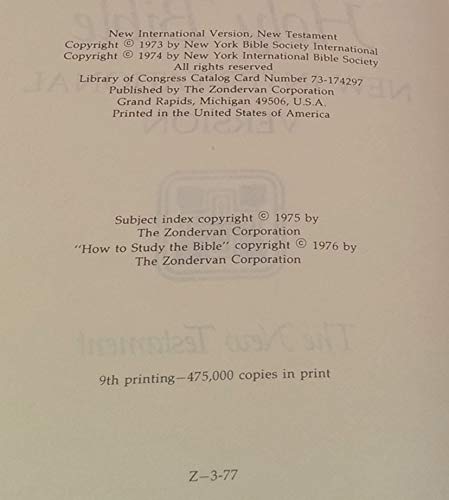 New International Version, New Testament
Copyright © 1973 by New York Bible Society International
Copyright © 1974 by New York International Bible Society
All rights reserved
Library of Congress Catalog Card Number 73-174297
Published by The Zondervan Corporation
Grand Rapids, Michigan 49506, U.S.A.
Printed in the United States of America
Subject index copyright © 1975 by
The Zondervan Corporation
"How to Study the Bible" copyright © 1976 by
The Zondervan Corporation
9th printing—475,000 copies in print
Z—3-77